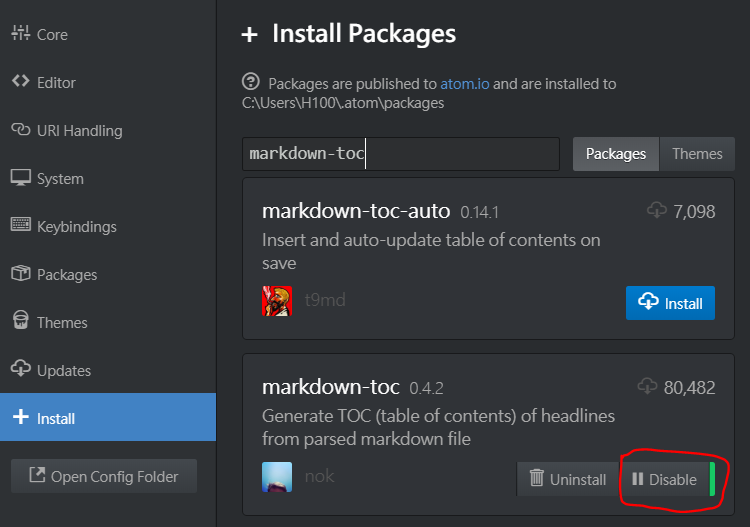 Core
Editor
URI Handling
System
Keybindings
Packages
Themes
Updates
Install
Open Config Folder
Install Packages
Packages are published to atom.io and are installed to
C:\Users\H100\.atom\packages
markdown-toc
Packages Themes
markdown-toc-auto 0.14.1 7,098
Insert and auto-update table of contents on
save
t9md
Install
markdown-toc 0.4.2 80,482
Generate TOC (table of contents) of headlines
from parsed markdown file
nok
Uninstall Disable